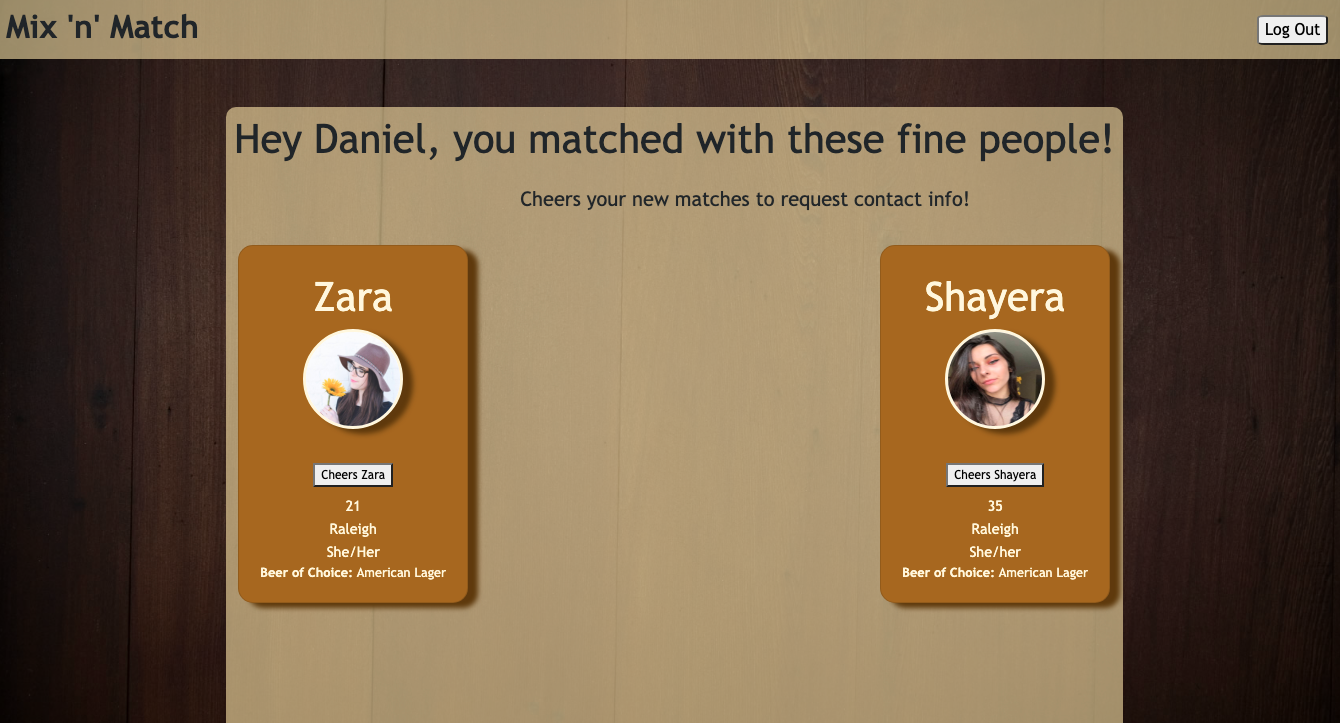 Mix 'n' Match
Log Out
Hey Daniel, you matched with these fine people!
Cheers your new matches to request contact info!
Zara
Cheers Zara
21
Raleigh
She/Her
Beer of Choice: American Lager
Shayera
Cheers Shayera
35
Raleigh
She/her
Beer of Choice: American Lager